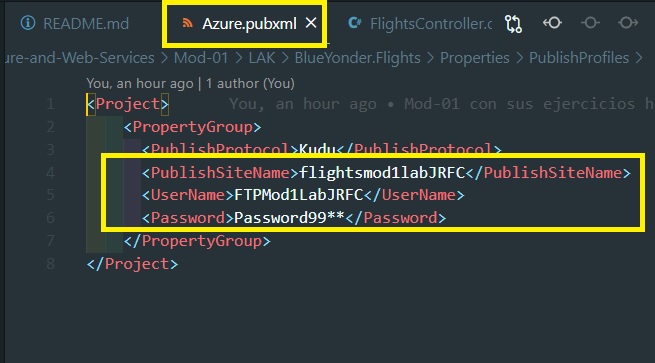 README.md Azure.pubxml FlightsController.c
ure-and-Web-Services > Mod-01 > LAK > BlueYonder.Flights > Properties > PublishProfiles >
You, an hour ago | 1 author (You)
1 <Project> You, an hour ago • Mod-01 con sus ejercicios h
2 <PropertyGroup>
3 <PublishProtocol>Kudu</PublishProtocol>
4 <PublishSiteName>flightsmod1labJRFC</PublishSiteName>
5 <UserName>FTPMod1LabJRFC</UserName>
6 <Password>Password99**</Password>
7 </PropertyGroup>
8 </Project>